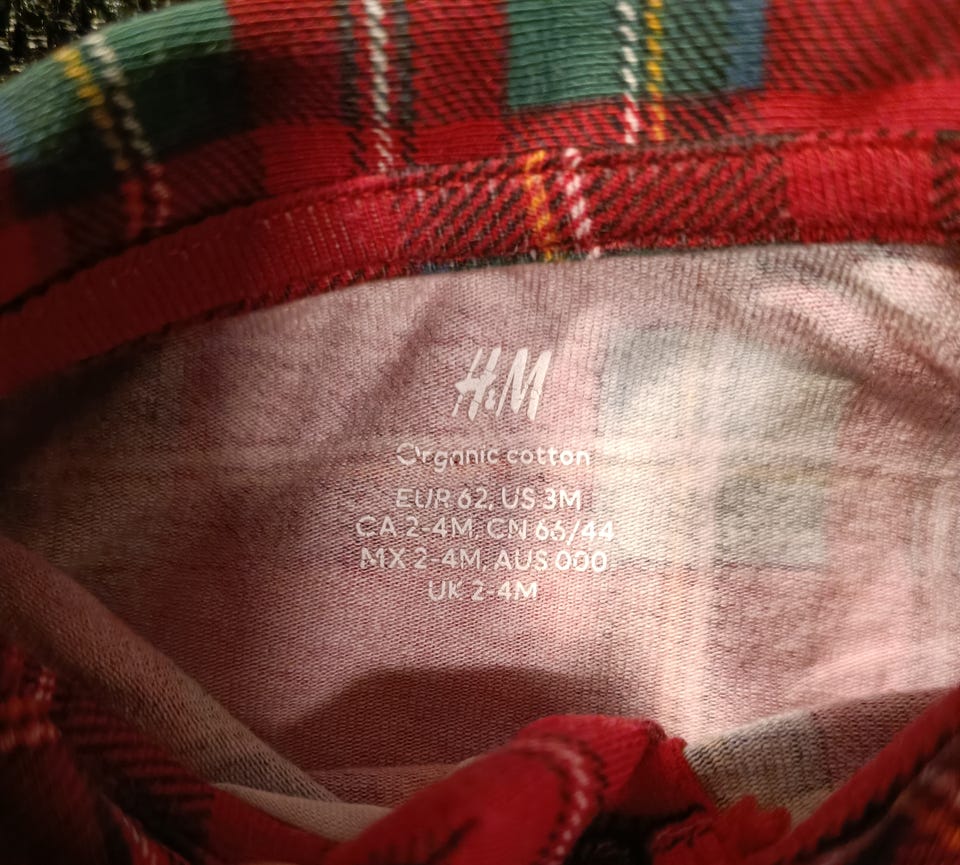 H&M
Organic cotton
EUR 62, US 3M
CA 2-4M, CN 66/44
MX 2-4M, AUS 000
UK 2-4M